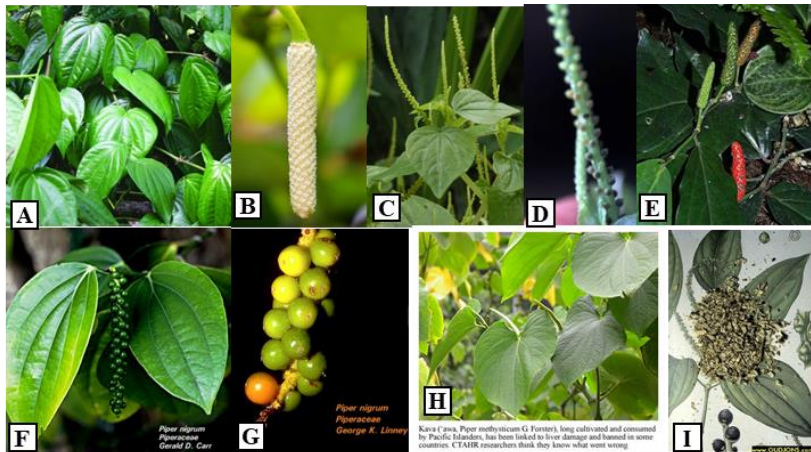 A
B
C
D
E
F
Piper nigrum
Piperaceae
Gerald D. Carr
G
Piper nigrum
Piperaceae
George K. Linney
H
Kava ('awa, Piper methysticum G. Forster), long cultivated and consumed
by Pacific Islanders, has been linked to liver damage and banned in some
countries. CTAHR researchers think they know what went wrong
I
WWW.OUDJONS.COM